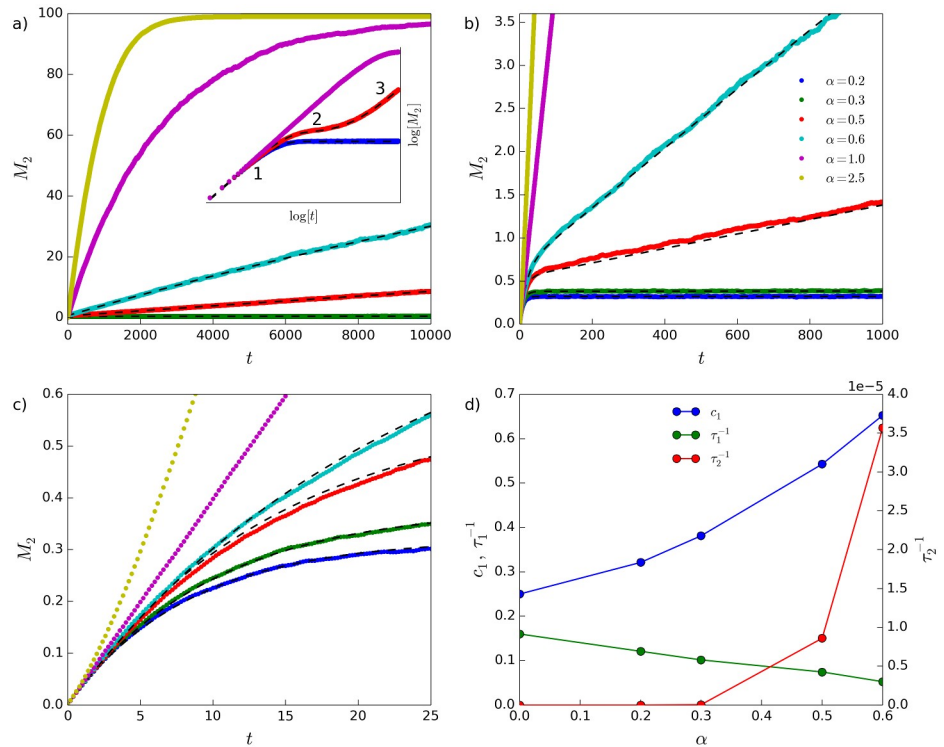 a)
100
80
60
40
20
0
M₂
0 2000 4000 6000 8000 10000
t
1
2
3
log[M₂]
log[t]
b)
3.5
3.0
2.5
2.0
1.5
1.0
0.5
0.0
M₂
0 200 400 600 800 1000
t
α=0.2
α=0.3
α=0.5
α=0.6
α=1.0
α=2.5
c)
0.6
0.5
0.4
0.3
0.2
0.1
0.0
M₂
0 5 10 15 20 25
t
d)
0.7
0.6
0.5
0.4
0.3
0.2
0.1
0.0
c₁, τ₁⁻¹
c₁
τ₁⁻¹
τ₂⁻¹
1e−5
4.0
3.5
3.0
2.5
2.0
1.5
1.0
0.5
0.0
τ₂⁻¹
0.0 0.1 0.2 0.3 0.4 0.5 0.6
α